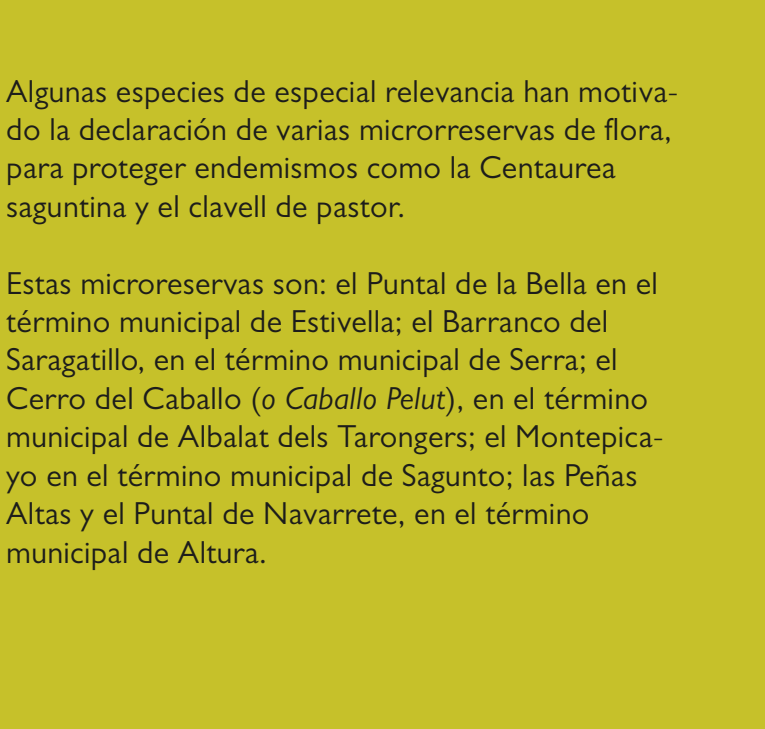 Algunas especies de especial relevancia han motiva-
do la declaración de varias microrreservas de flora,
para proteger endemismos como la Centaurea
saguntina y el clavell de pastor.
Estas microreservas son: el Puntal de la Bella en el
término municipal de Estivella; el Barranco del
Saragatillo, en el término municipal de Serra; el
Cerro del Caballo (o Caballo Pelut), en el término
municipal de Albalat dels Tarongers; el Montepica-
yo en el término municipal de Sagunto; las Peñas
Altas y el Puntal de Navarrete, en el término
municipal de Altura.